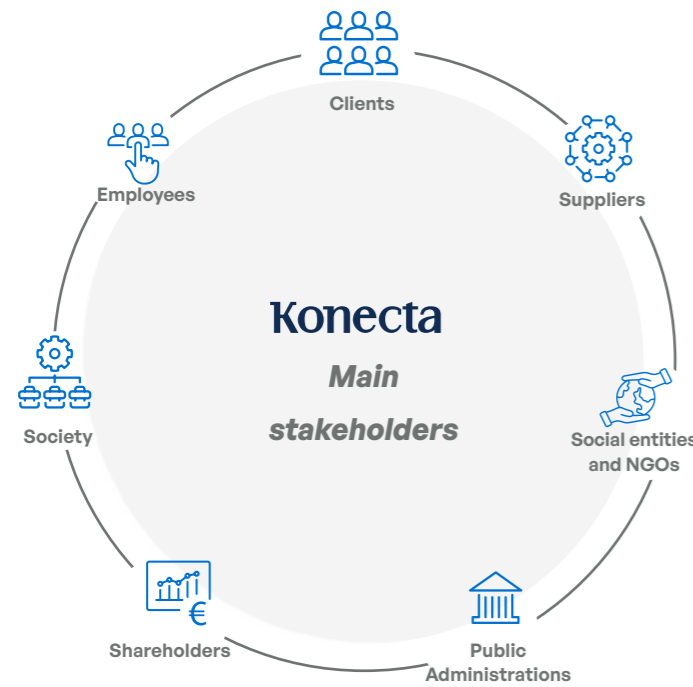 Clients
Employees
Suppliers
Konecta
Main
stakeholders
Society
Social entities
and NGOs
€
Shareholders
Public
Administrations